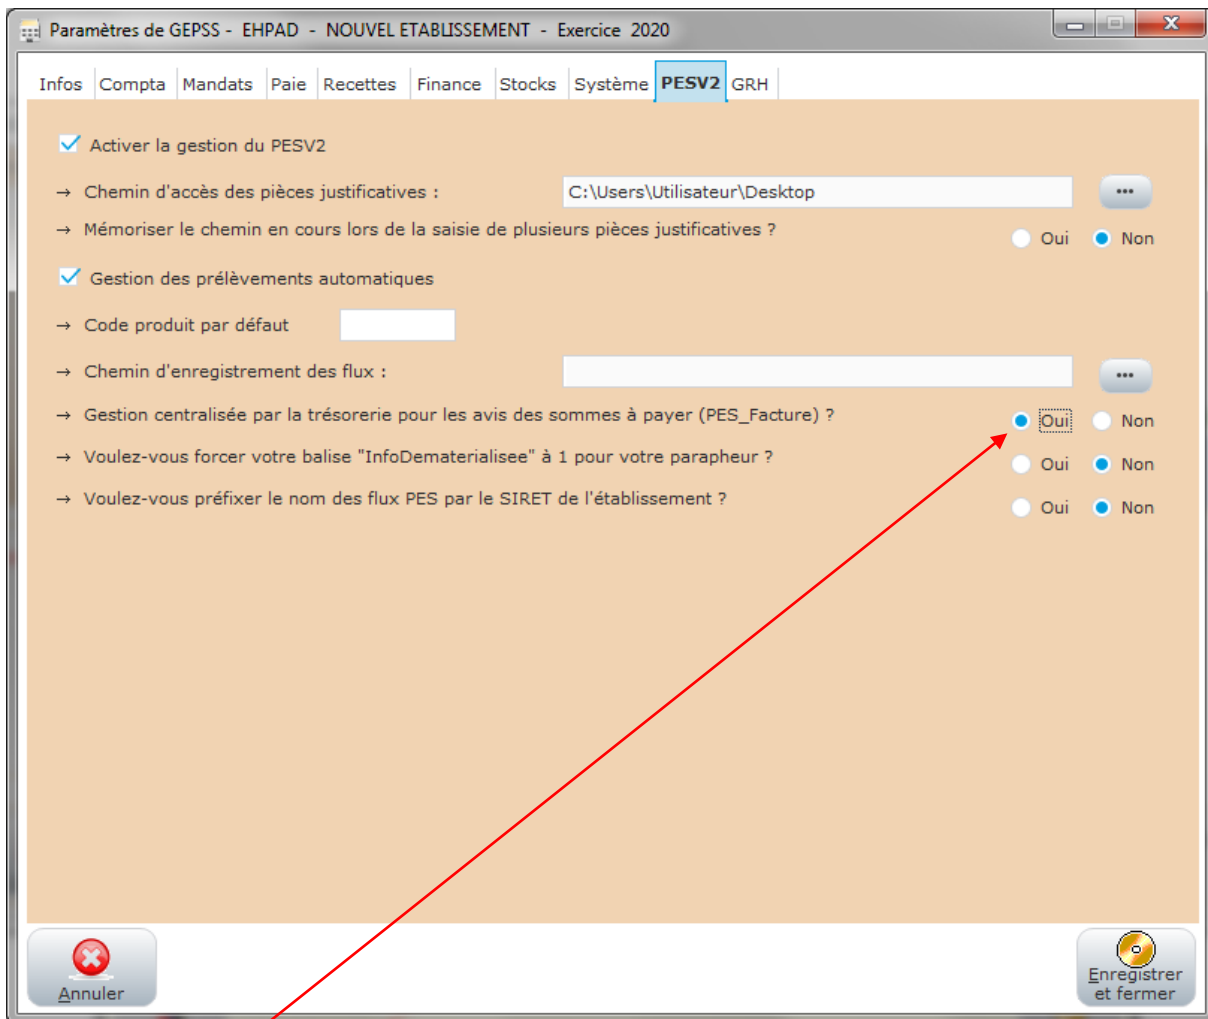 Paramètres de GEPSS - EHPAD - NOUVEL ETABLISSEMENT - Exercice 2020
Infos Compta Mandats Paie Recettes Finance Stocks Système PESV2 GRH
Activer la gestion du PESV2
→ Chemin d'accès des pièces justificatives : C:\Users\Utilisateur\Desktop ...
→ Mémoriser le chemin en cours lors de la saisie de plusieurs pièces justificatives ? Oui Non
Gestion des prélèvements automatiques
→ Code produit par défaut
→ Chemin d'enregistrement des flux : ...
→ Gestion centralisée par la trésorerie pour les avis des sommes à payer (PES_Facture) ? Oui Non
→ Voulez-vous forcer votre balise "InfoDematerialisee" à 1 pour votre parapheur ? Oui Non
→ Voulez-vous préfixer le nom des flux PES par le SIRET de l'établissement ? Oui Non
Annuler
Enregistrer
et fermer